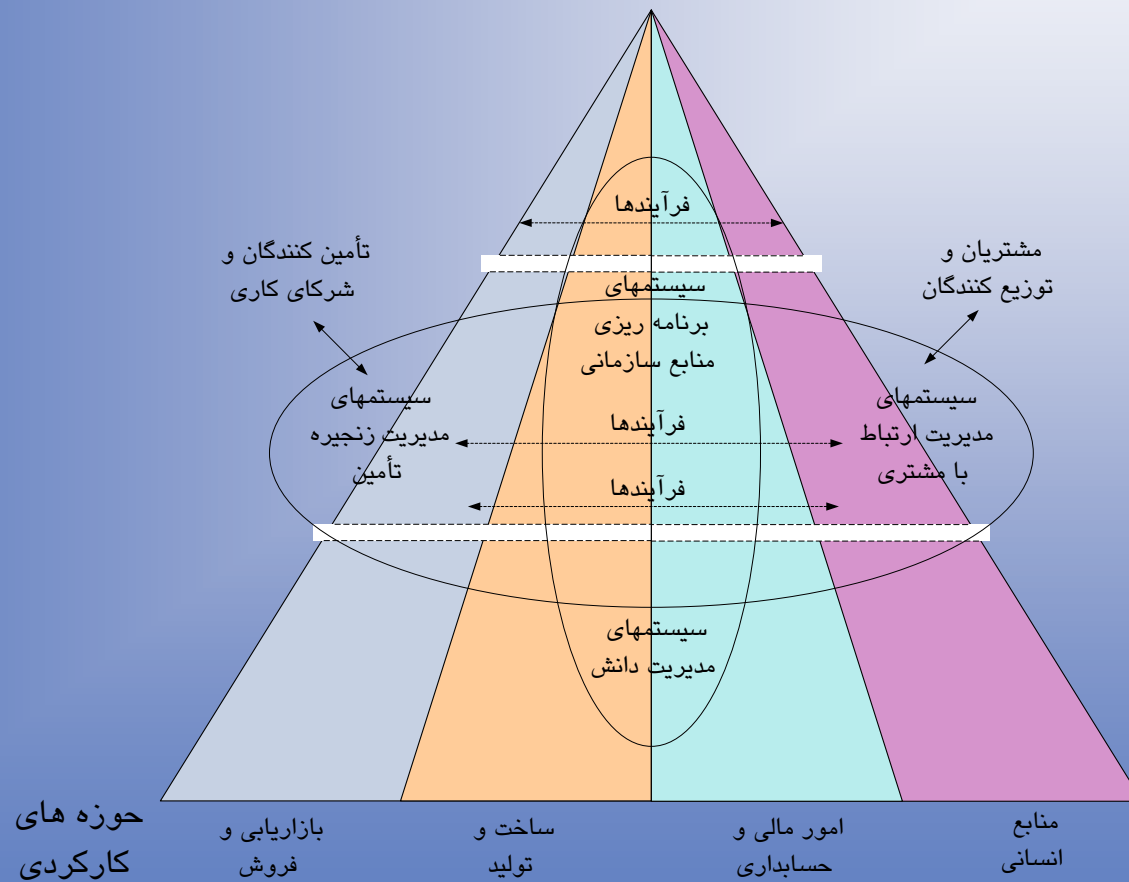 فرآیندها
مشتریان و
توزیع کنندگان
تأمین کنندگان و
شرکای کاری
سیستمهای
برنامه ریزی
منابع سازمانی
سیستمهای
مدیریت ارتباط
با مشتری
سیستمهای
مدیریت زنجیره
تأمین
فرآیندها
فرآیندها
سیستمهای
مدیریت دانش
منابع
انسانی
امور مالی و
حسابداری
ساخت و
تولید
بازاریابی و
فروش
حوزه های
کارکردی